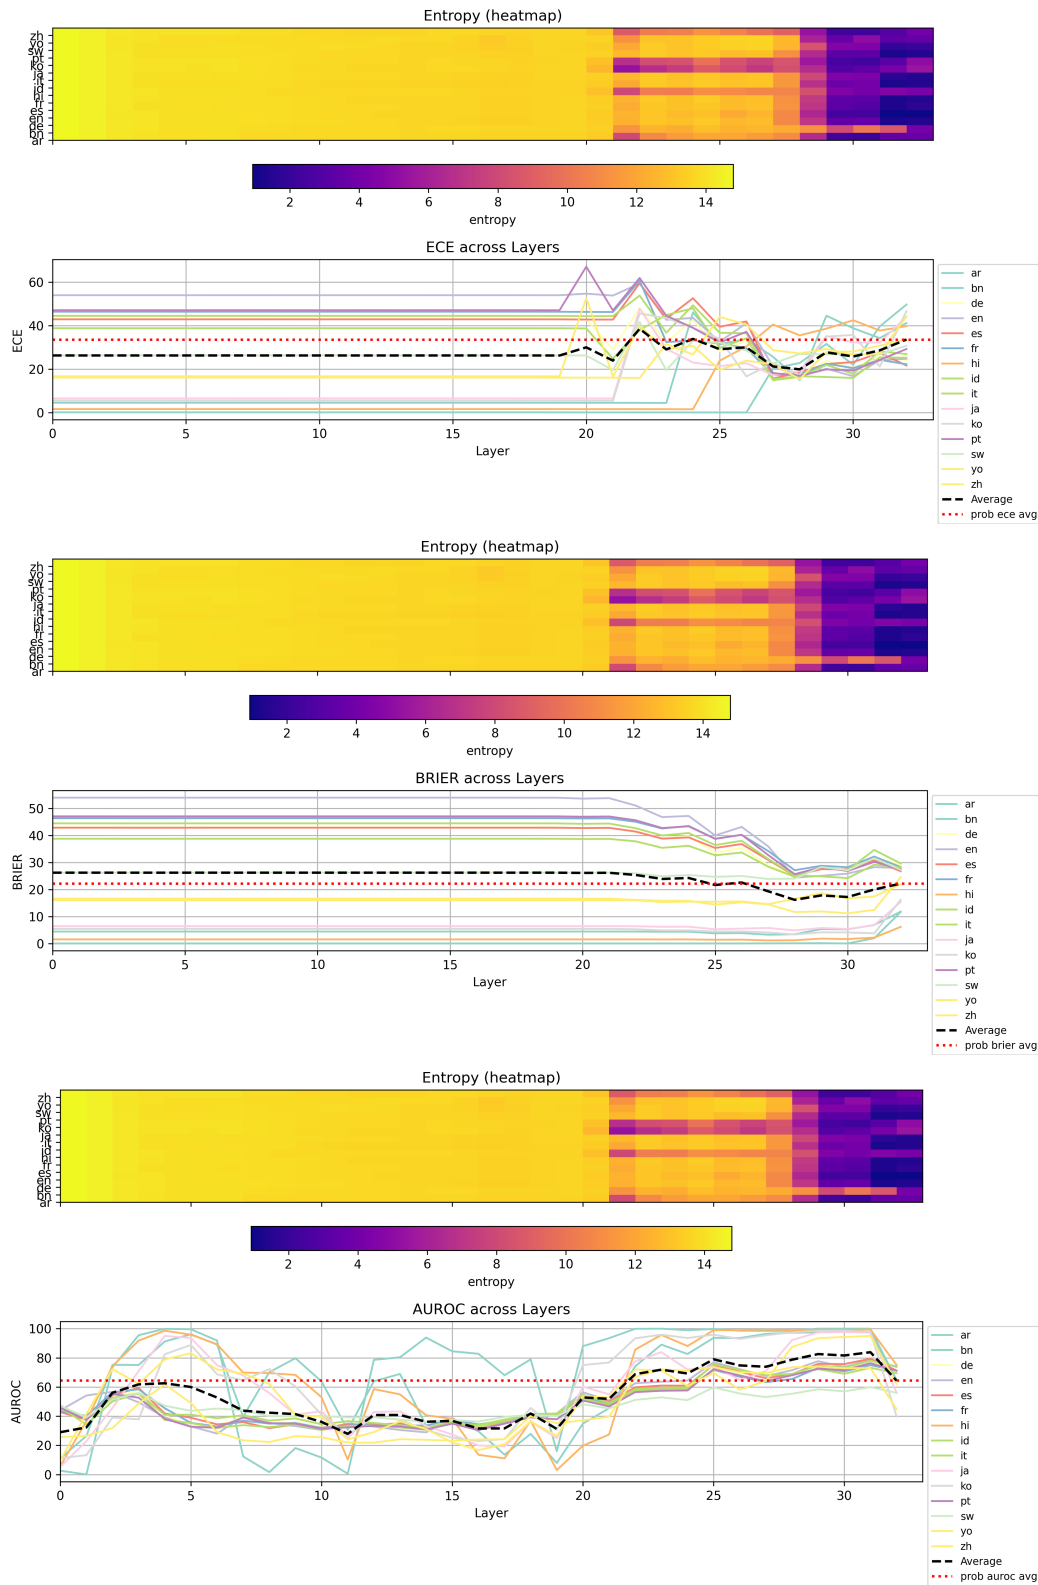 Entropy (heatmap)
zh
yo
sw
pt
ko
ja
it
id
hi
fr
es
en
de
bn
ar
2 4 6 8 10 12 14
entropy
ECE across Layers
60
40
20
0
ECE
0 5 10 15 20 25 30
Layer
ar
bn
de
en
es
fr
hi
id
it
ja
ko
pt
sw
yo
zh
Average
prob ece avg
Entropy (heatmap)
zh
yo
sw
pt
ko
ja
it
id
hi
fr
es
en
de
bn
ar
2 4 6 8 10 12 14
entropy
BRIER across Layers
50
40
30
20
10
0
BRIER
0 5 10 15 20 25 30
Layer
ar
bn
de
en
es
fr
hi
id
it
ja
ko
pt
sw
yo
zh
Average
prob brier avg
Entropy (heatmap)
zh
yo
sw
pt
ko
ja
it
id
hi
fr
es
en
de
bn
ar
2 4 6 8 10 12 14
entropy
AUROC across Layers
100
80
60
40
20
0
AUROC
0 5 10 15 20 25 30
Layer
ar
bn
de
en
es
fr
hi
id
it
ja
ko
pt
sw
yo
zh
Average
prob auroc avg